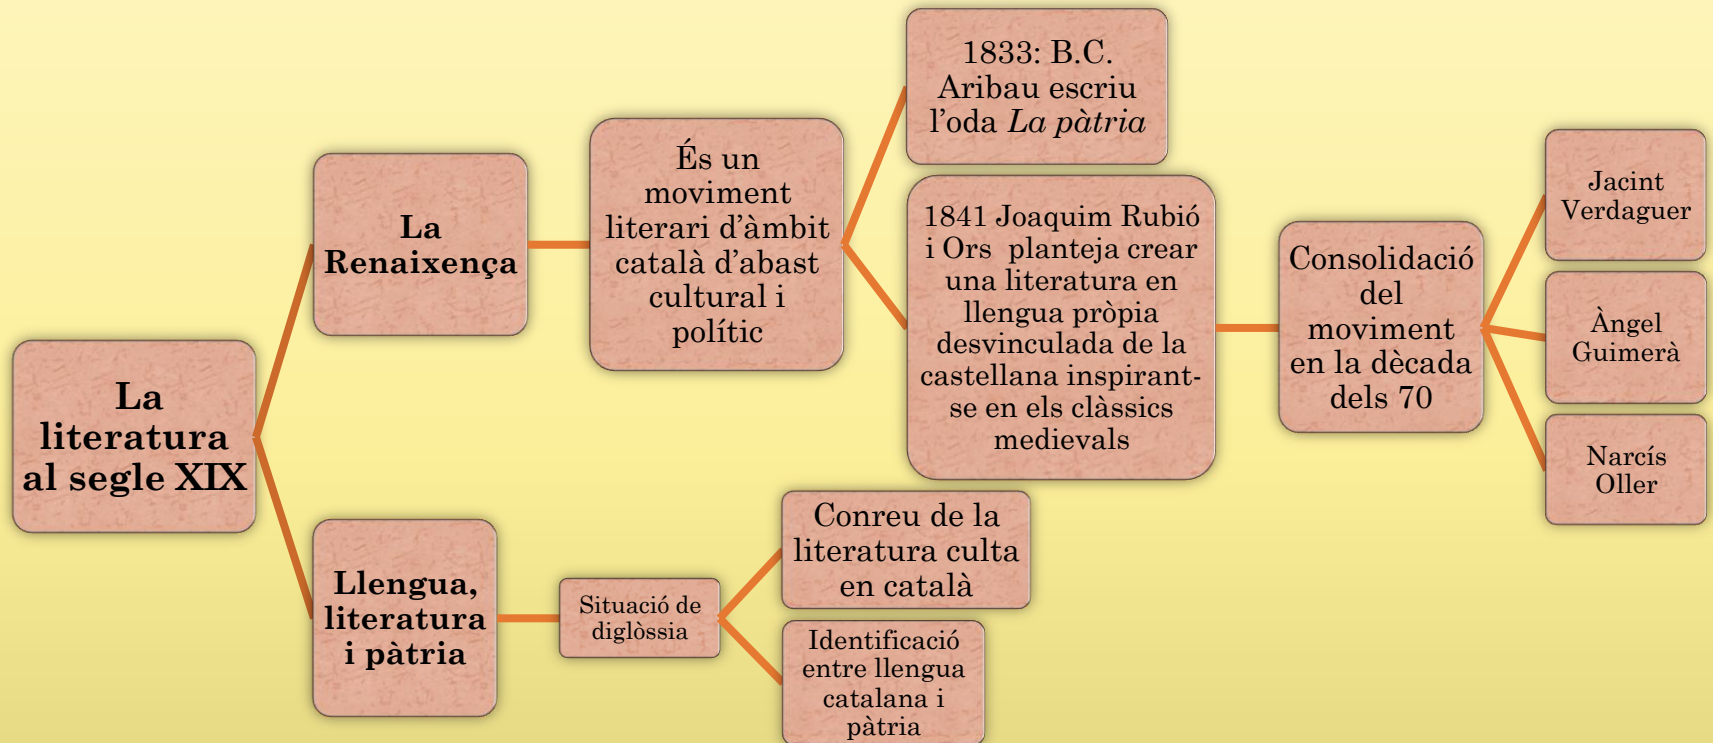 La
literatura
al segle XIX
La
Renaixença
És un
moviment
literari d'àmbit
català d'abast
cultural i
polític
1833: B.C.
Aribau escriu
l’oda La pàtria
1841 Joaquim Rubió
i Ors  planteja crear
una literatura en
llengua pròpia
desvinculada de la
castellana inspirant-
se en els clàssics
medievals
Consolidació
del
moviment
en la dècada
dels 70
Jacint
Verdaguer
Àngel
Guimerà
Narcís
Oller
Llengua,
literatura
i pàtria
Situació de
diglòssia
Conreu de la
literatura culta
en català
Identificació
entre llengua
catalana i
pàtria